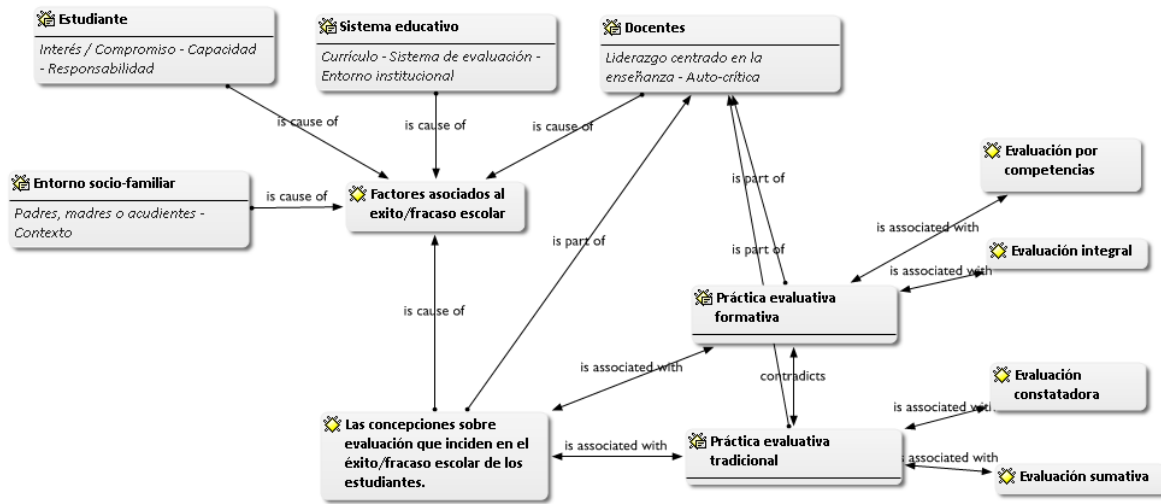 Estudiante
Interés / Compromiso - Capacidad
- Responsabilidad
Sistema educativo
Currículo - Sistema de evaluación -
Entorno institucional
Docentes
Liderazgo centrado en la
enseñanza - Auto-crítica
is cause of
is cause of
is cause of
Entorno socio-familiar
Padres, madres o acudientes -
Contexto
is cause of
Factores asociados al
exito/fracaso escolar
is part of
is part of
is part of
Evaluación por
competencias
is associated with
Evaluación integral
is associated with
Práctica evaluativa
formativa
is cause of
is associated with
contradicts
Evaluación
constatadora
is associated with
Las concepciones sobre
evaluación que inciden en el
éxito/fracaso escolar de los
estudiantes.
is associated with
Práctica evaluativa
tradicional
is associated with
Evaluación sumativa